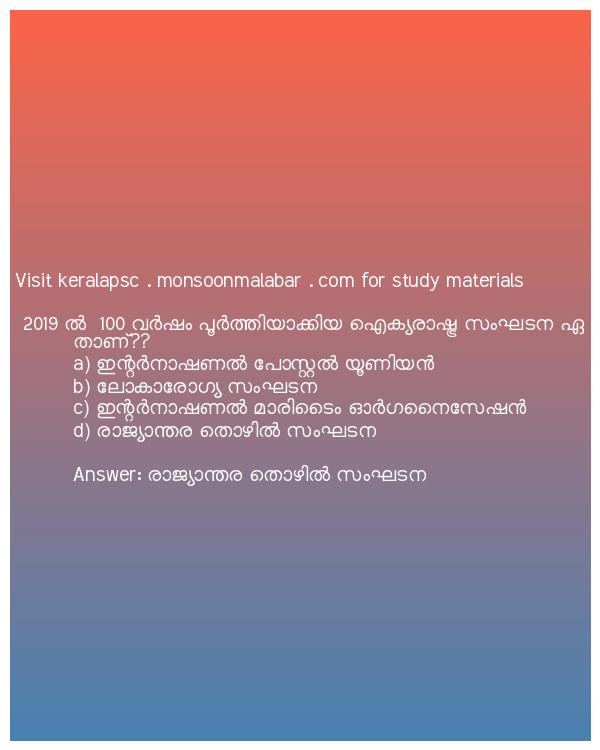 Visit keralapsc . monsoonmalabar . com for study materials
2019 ൽ 100 വർഷം പൂർത്തിയാക്കിയ ഐക്യരാഷ്ട്ര സംഘടന ഏ
താണ്??
a) ഇന്റർനാഷണൽ പോസ്റ്റൽ യൂണിയൻ
b) ലോകാരോഗ്യ സംഘടന
c) ഇന്റർനാഷണൽ മാരിടൈം ഓർഗനൈസേഷൻ
d) രാജ്യാന്തര തൊഴിൽ സംഘടന
Answer: രാജ്യാന്തര തൊഴിൽ സംഘടന